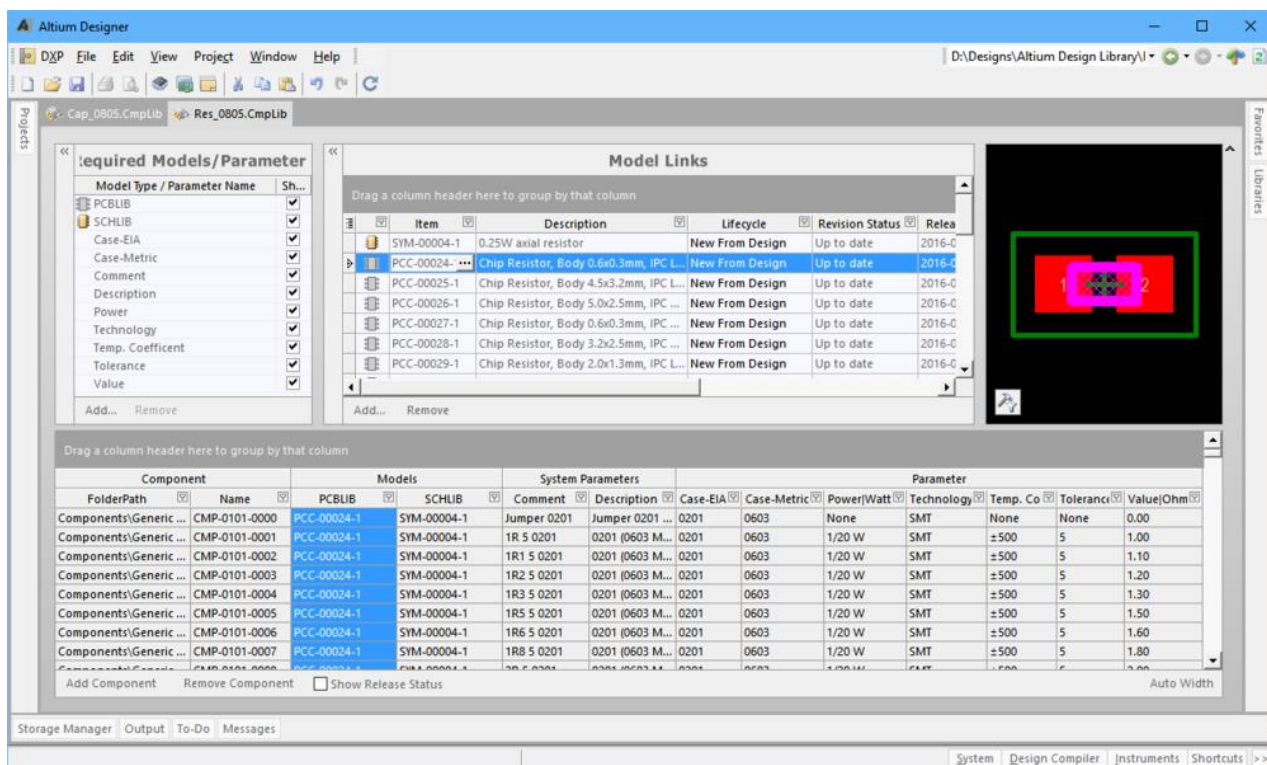 Altium Designer
DXP File Edit View Project Window Help D:\Designs\Altium Design Library\I
Projects
Cap_0805.CmpLib Res_0805.CmpLib
Favorites
Libraries
equired Models/Parameter
Model Type / Parameter Name Sh...
PCBLIB
SCHLIB
Case-EIA
Case-Metric
Comment
Description
Power
Technology
Temp. Coefficent
Tolerance
Value
Add... Remove
Model Links
Drag a column header here to group by that column
Item Description Lifecycle Revision Status Relea
SYM-00004-1 0.25W axial resistor New From Design Up to date 2016-0
PCC-00024- ... Chip Resistor, Body 0.6x0.3mm, IPC L... New From Design Up to date 2016-0
PCC-00025-1 Chip Resistor, Body 4.5x3.2mm, IPC L... New From Design Up to date 2016-0
PCC-00026-1 Chip Resistor, Body 5.0x2.5mm, IPC ... New From Design Up to date 2016-0
PCC-00027-1 Chip Resistor, Body 0.6x0.3mm, IPC ... New From Design Up to date 2016-0
PCC-00028-1 Chip Resistor, Body 3.2x2.5mm, IPC ... New From Design Up to date 2016-0
PCC-00029-1 Chip Resistor, Body 2.0x1.3mm, IPC L... New From Design Up to date 2016-0
Add... Remove
1 2
Drag a column header here to group by that column
Component Models System Parameters Parameter
FolderPath Name PCBLIB SCHLIB Comment Description Case-EIA Case-Metric Power|Watt Technology Temp. Co Tolerance Value|Ohm
Components\Generic ... CMP-0101-0000 PCC-00024-1 SYM-00004-1 Jumper 0201 Jumper 0201 ... 0201 0603 None SMT None None 0.00
Components\Generic ... CMP-0101-0001 PCC-00024-1 SYM-00004-1 1R 5 0201 0201 (0603 M... 0201 0603 1/20 W SMT ±500 5 1.00
Components\Generic ... CMP-0101-0002 PCC-00024-1 SYM-00004-1 1R1 5 0201 0201 (0603 M... 0201 0603 1/20 W SMT ±500 5 1.10
Components\Generic ... CMP-0101-0003 PCC-00024-1 SYM-00004-1 1R2 5 0201 0201 (0603 M... 0201 0603 1/20 W SMT ±500 5 1.20
Components\Generic ... CMP-0101-0004 PCC-00024-1 SYM-00004-1 1R3 5 0201 0201 (0603 M... 0201 0603 1/20 W SMT ±500 5 1.30
Components\Generic ... CMP-0101-0005 PCC-00024-1 SYM-00004-1 1R5 5 0201 0201 (0603 M... 0201 0603 1/20 W SMT ±500 5 1.50
Components\Generic ... CMP-0101-0006 PCC-00024-1 SYM-00004-1 1R6 5 0201 0201 (0603 M... 0201 0603 1/20 W SMT ±500 5 1.60
Components\Generic ... CMP-0101-0007 PCC-00024-1 SYM-00004-1 1R8 5 0201 0201 (0603 M... 0201 0603 1/20 W SMT ±500 5 1.80
Add Component Remove Component Show Release Status Auto Width
Storage Manager Output To-Do Messages
System Design Compiler Instruments Shortcuts >>